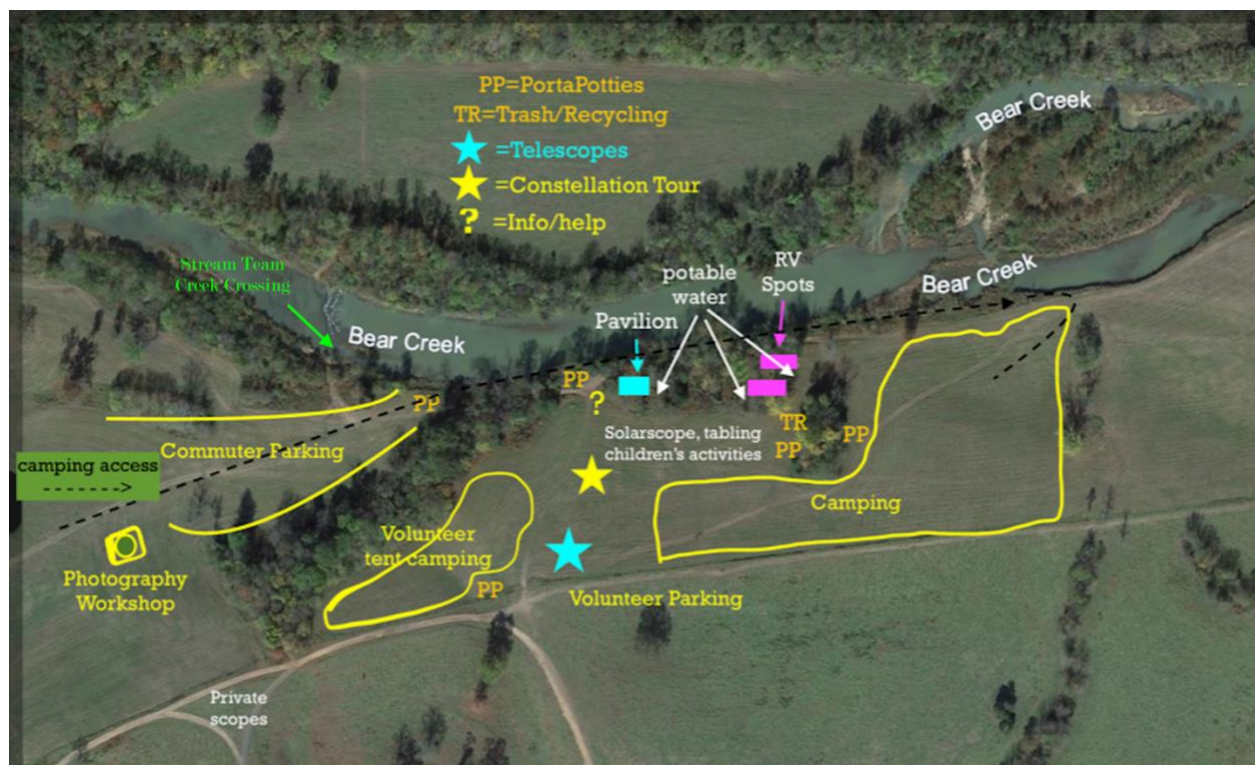 PP=PortaPotties
TR=Trash/Recycling
=Telescopes
=Constellation Tour
? =Info/help
Bear Creek
Stream Team
Creek Crossing
Bear Creek
potable
water
RV
Spots
Bear Creek
Pavilion
PP
?
PP
Solarscope, tabling
children's activities
TR
PP
PP
Commuter Parking
camping access
------->
Camping
Volunteer
tent camping
PP
Volunteer Parking
Photography
Workshop
Private
scopes